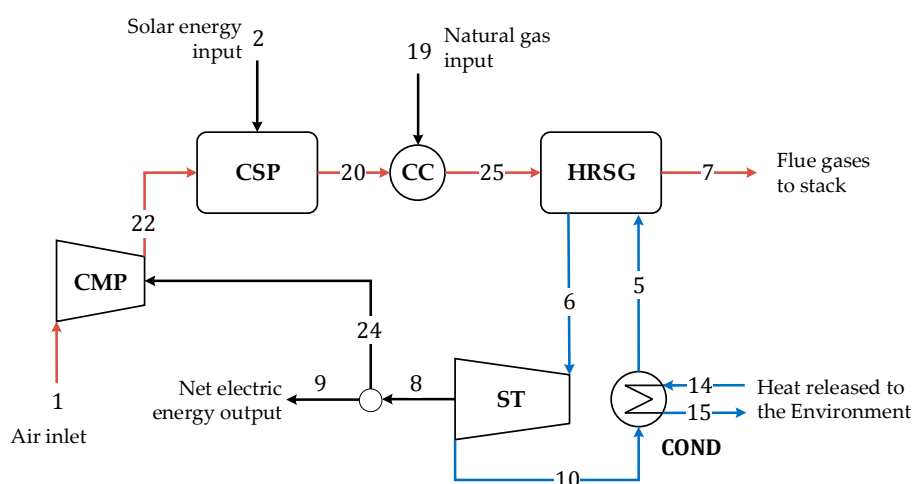 Solar energy
input
2
Natural gas
input
19
CSP
20
CC
25
HRSG
7
Flue gases
to stack
22
CMP
5
6
24
1
Air inlet
Net electric
energy output
9
8
ST
14
15
Heat released to
the Environment
COND
10